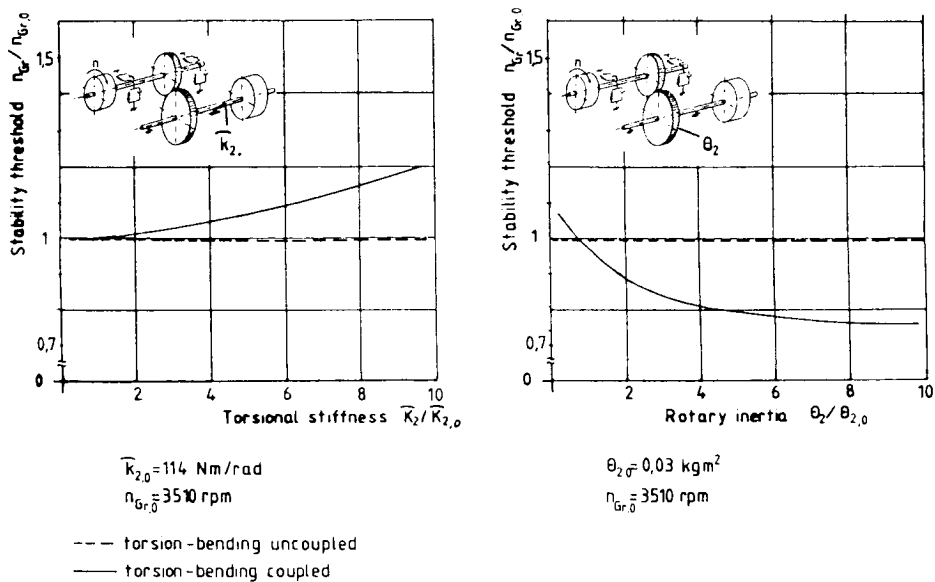 Stability threshold n_Gr/n_Gr,0
1,5
1
0,7
0
n
k̄₂.
2
4
6
8
10
Torsional stiffness K̄₂/K̄₂,₀
k̄₂,₀=114 Nm/rad
n_Gr,0=3510 rpm
Stability threshold n_Gr/n_Gr,0
1,5
1
0,7
0
n
θ₂
2
4
6
8
10
Rotary inertia θ₂/θ₂,₀
θ₂,₀=0,03 kgm²
n_Gr,0=3510 rpm
torsion-bending uncoupled
torsion-bending coupled